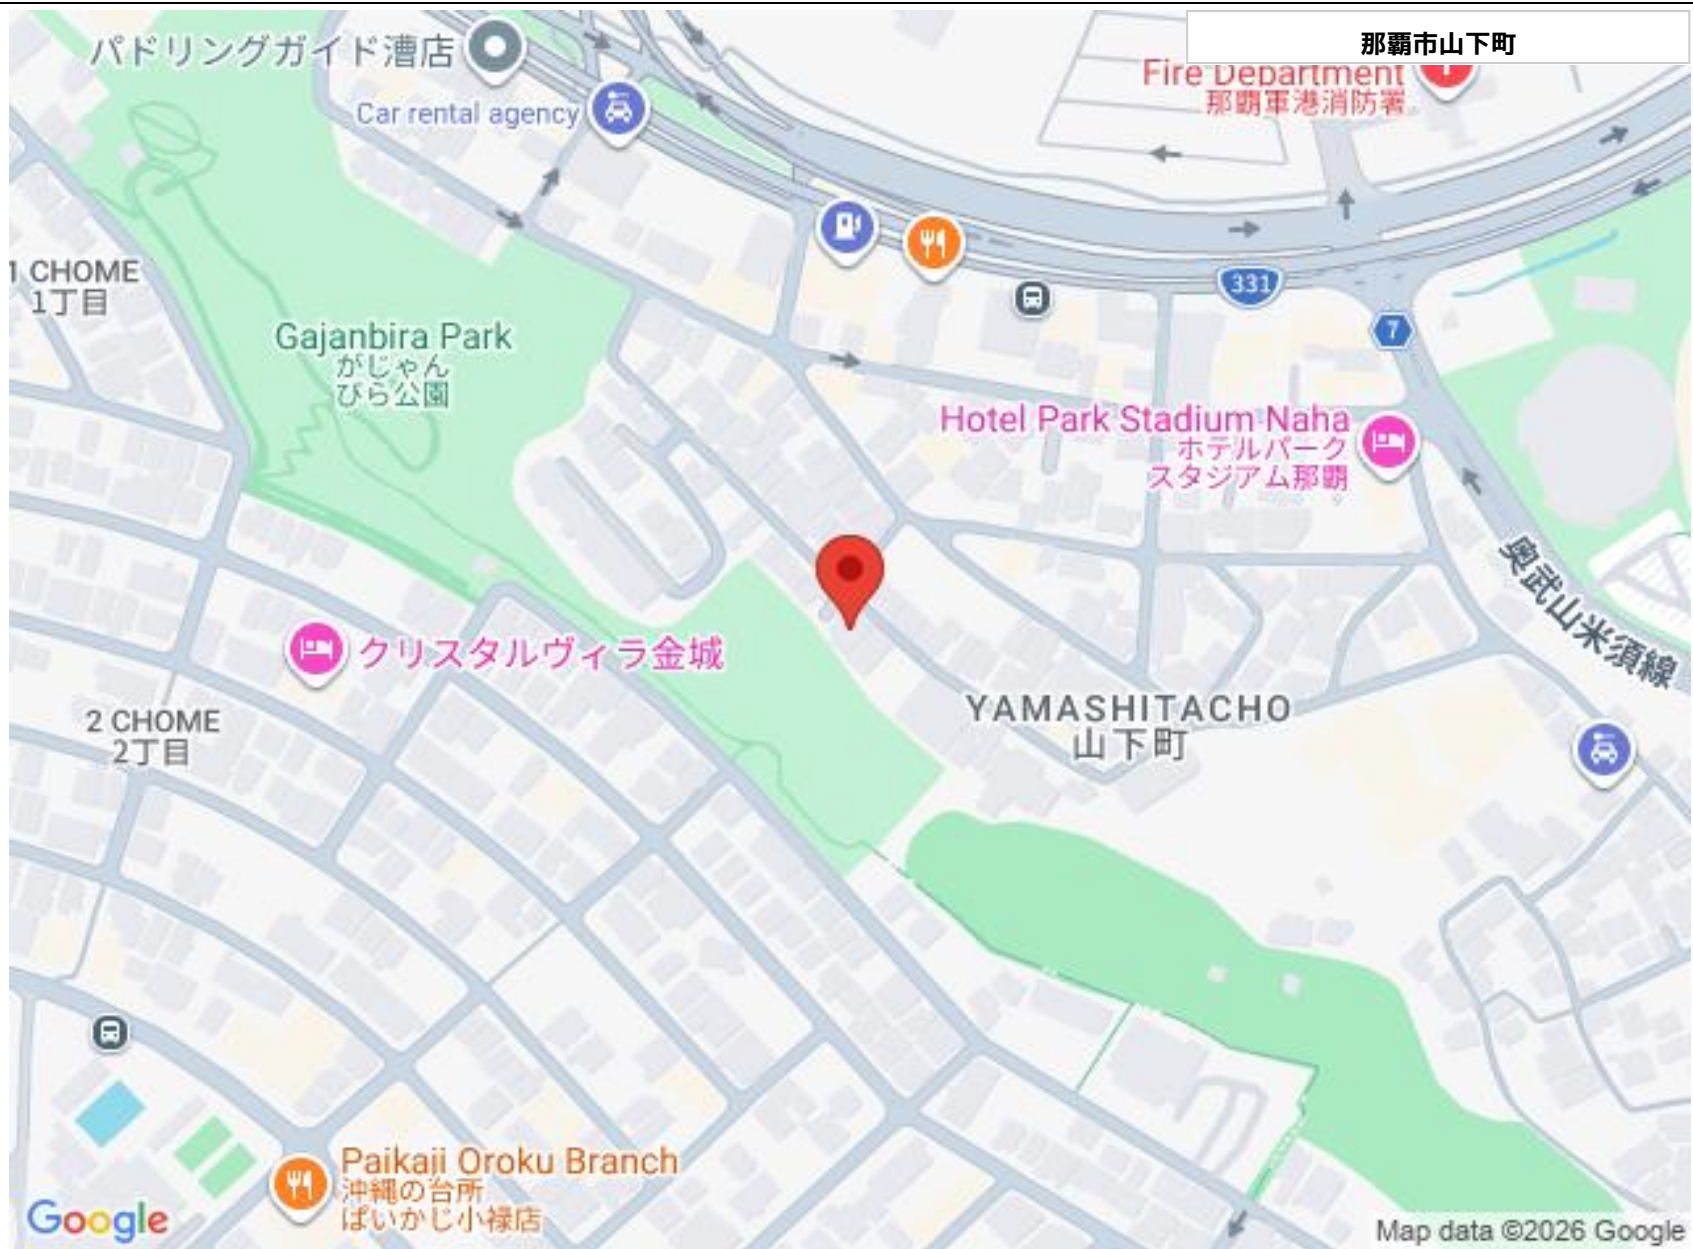 那覇市山下町
パドリングガイド漕店
Fire Department
那覇軍港消防署
Car rental agency
1 CHOME
1丁目
331
7
Gajanbira Park
がじゃん
びら公園
Hotel Park Stadium Naha
ホテルパーク
スタジアム那覇
奥武山米須線
クリスタルヴィラ金城
YAMASHITACHO
山下町
2 CHOME
2丁目
Paikaji Oroku Branch
沖縄の台所
ぱいかじ小禄店
Google
Map data ©2026 Google